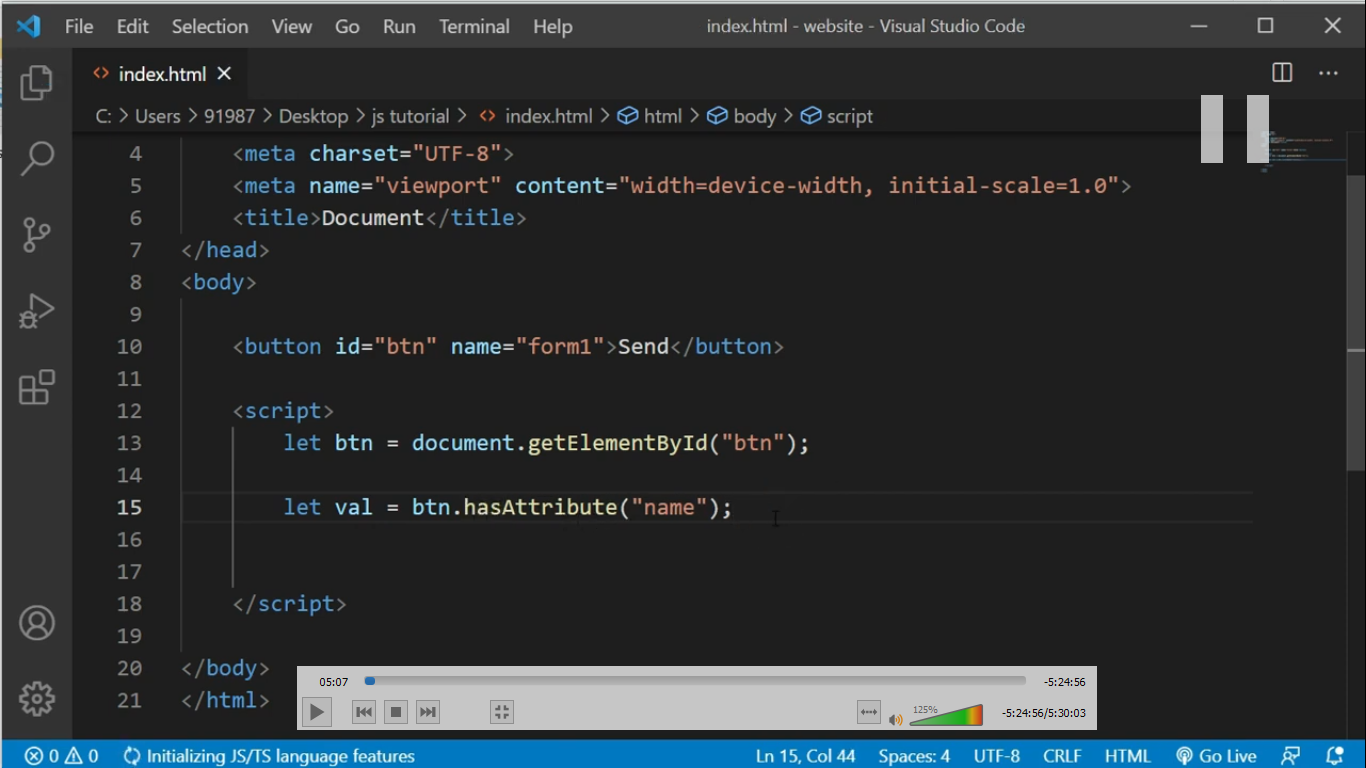 File Edit Selection View Go Run Terminal Help index.html - website - Visual Studio Code
index.html
C: > Users > 91987 > Desktop > js tutorial > index.html > html > body > script
4 <meta charset="UTF-8">
5 <meta name="viewport" content="width=device-width, initial-scale=1.0">
6 <title>Document</title>
7 </head>
8 <body>
9
10 <button id="btn" name="form1">Send</button>
11
12 <script>
13 let btn = document.getElementById("btn");
14
15 let val = btn.hasAttribute("name");
16
17
18 </script>
19
20 </body>
21 </html>
05:07 -5:24:56
125% -5:24:56/5:30:03
0 0 Initializing JS/TS language features Ln 15, Col 44 Spaces: 4 UTF-8 CRLF HTML Go Live